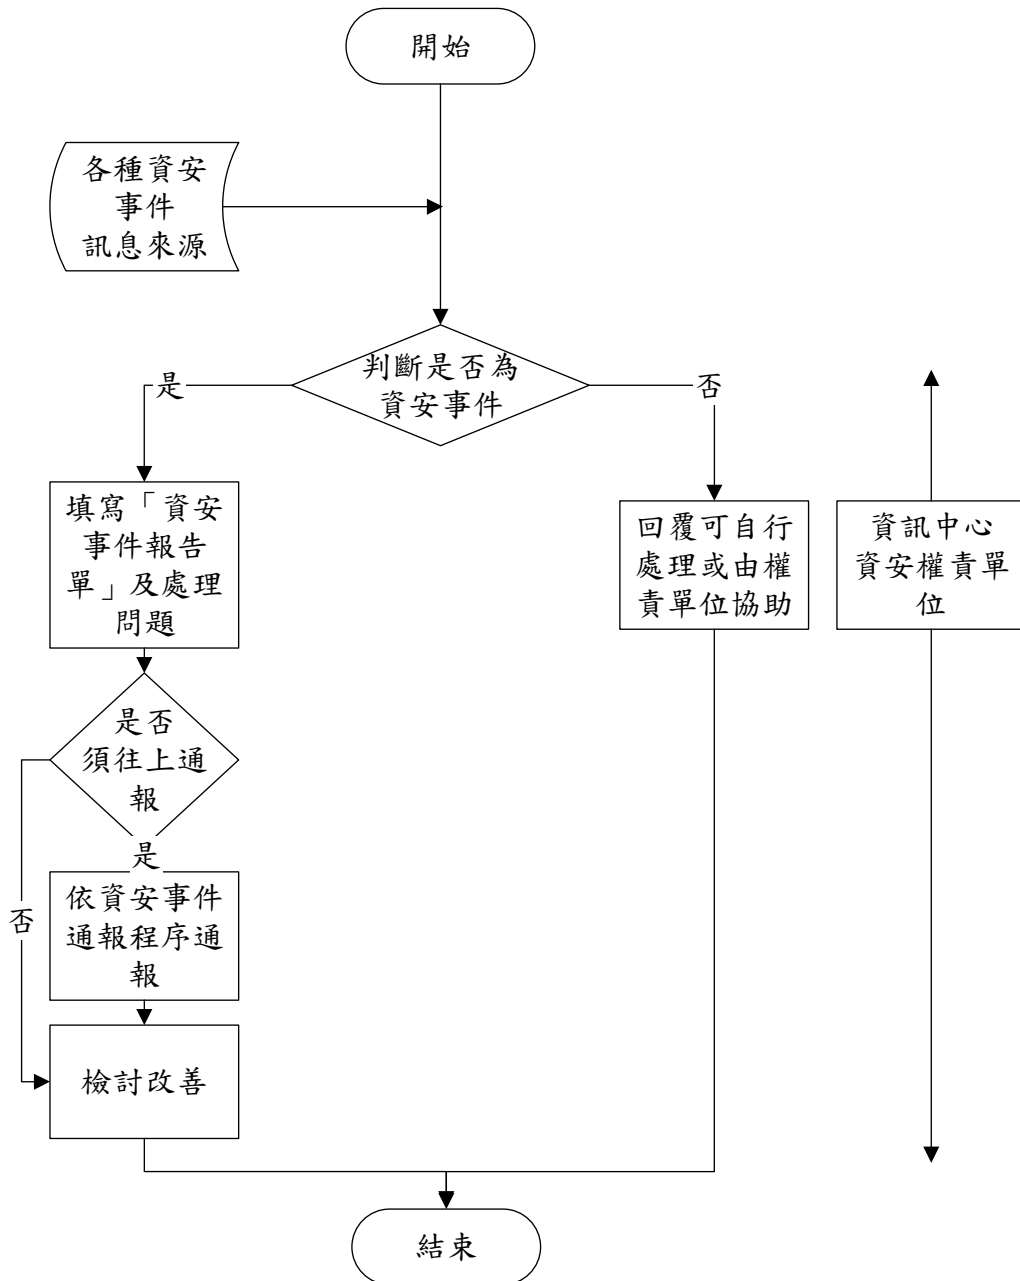 開始
各種資安
事件
訊息來源
判斷是否為
資安事件
是
否
填寫「資安
事件報告
單」及處理
問題
回覆可自行
處理或由權
責單位協助
資訊中心
資安權責單
位
是否
須往上通
報
是
否
依資安事件
通報程序通
報
檢討改善
結束